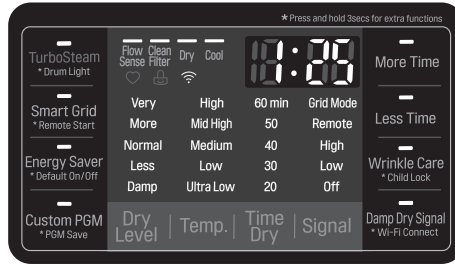 * Press and hold 3secs for extra functions
TurboSteam
* Drum Light
Smart Grid
* Remote Start
Energy Saver
* Default On/Off
Custom PGM
* PGM Save
Flow Sense
Clean Filter
Dry
Cool
1:25
Very High 60 min Grid Mode
More Mid High 50 Remote
Normal Medium 40 High
Less Low 30 Low
Damp Ultra Low 20 Off
Dry Level
Temp.
Time Dry
Signal
More Time
Less Time
Wrinkle Care
* Child Lock
Damp Dry Signal
* Wi-Fi Connect